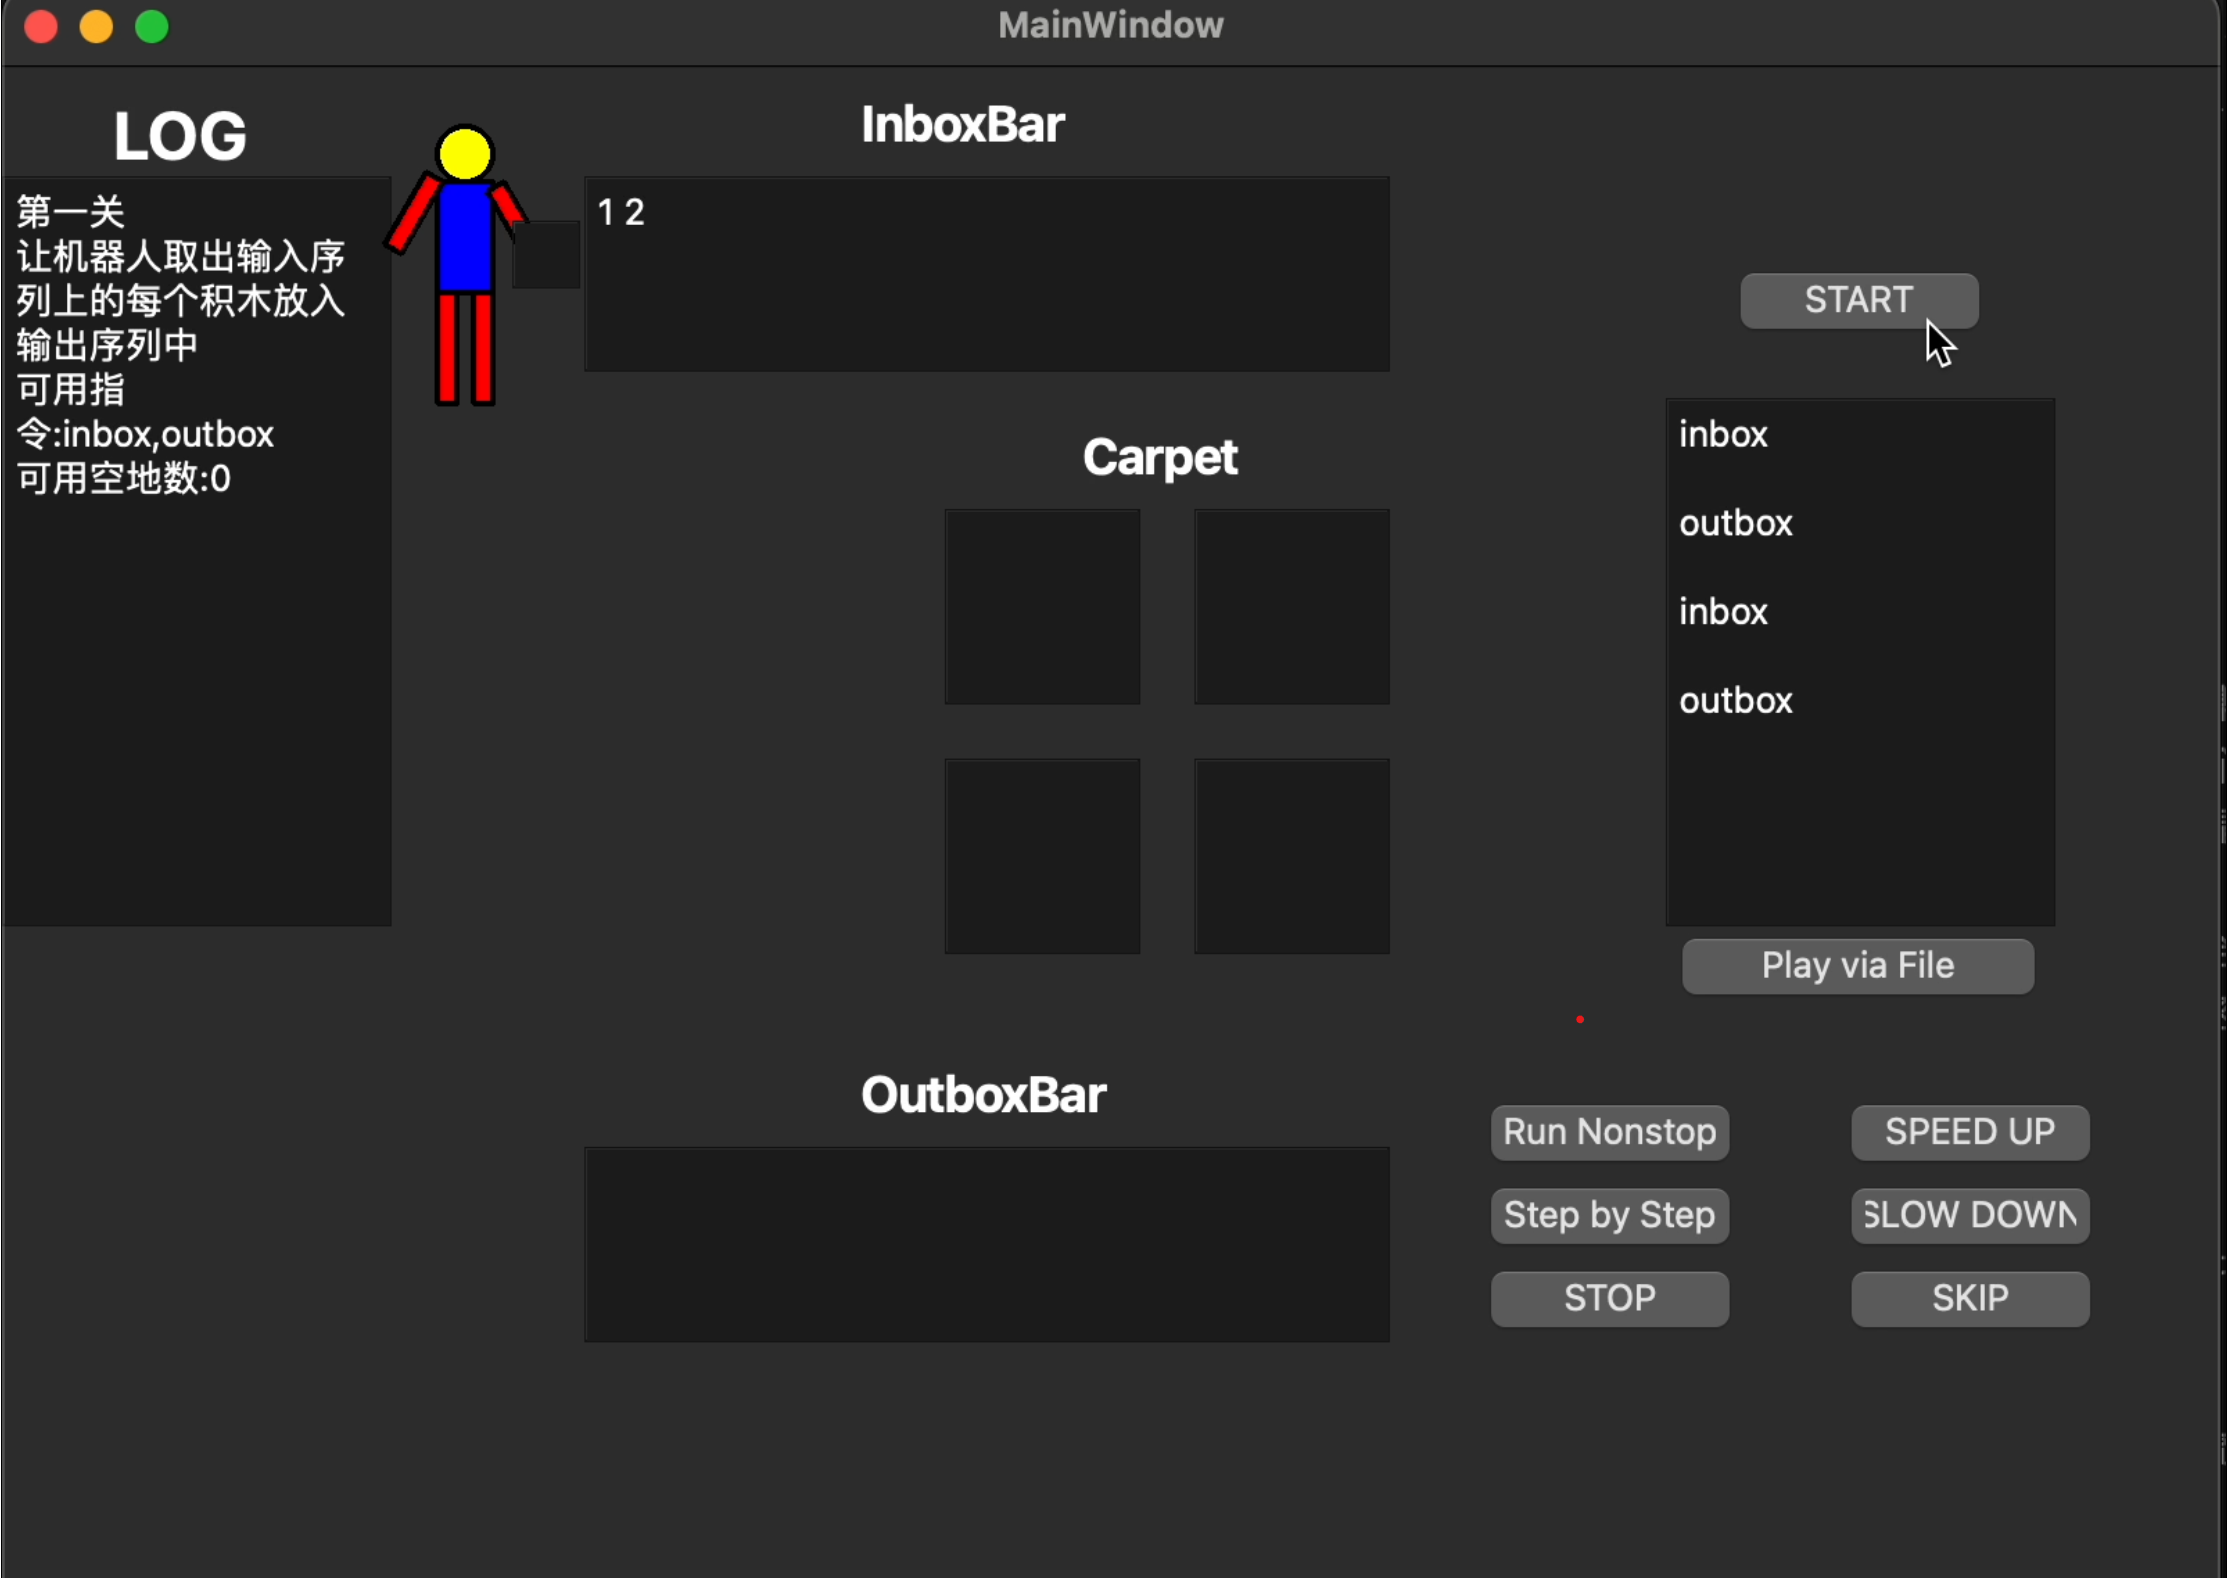 MainWindow
LOG
第一关
让机器人取出输入序
列上的每个积木放入
输出序列中
可用指
令:inbox,outbox
可用空地数:0
InboxBar
1 2
Carpet
OutboxBar
START
inbox
outbox
inbox
outbox
Play via File
Run Nonstop
SPEED UP
Step by Step
SLOW DOWN
STOP
SKIP